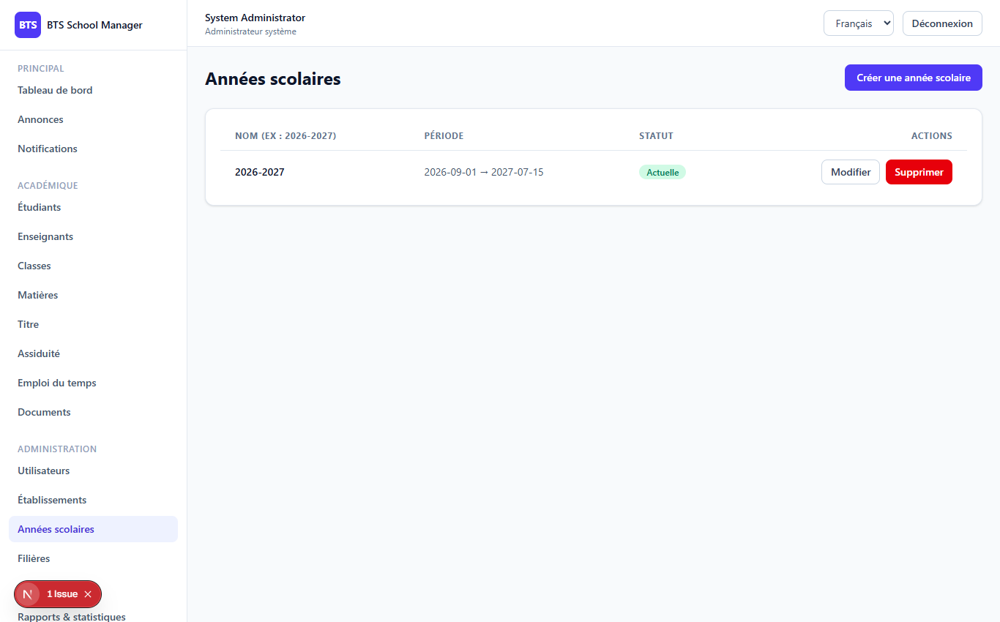 BTS BTS School Manager
System Administrator
Administrateur système
Français
Déconnexion
PRINCIPAL
Tableau de bord
Annonces
Notifications
ACADÉMIQUE
Étudiants
Enseignants
Classes
Matières
Titre
Assiduité
Emploi du temps
Documents
ADMINISTRATION
Utilisateurs
Établissements
Années scolaires
Filières
N 1 Issue
Rapports & statistiques
Années scolaires
Créer une année scolaire
NOM (EX : 2026-2027) PÉRIODE STATUT ACTIONS
2026-2027 2026-09-01 → 2027-07-15 Actuelle Modifier Supprimer